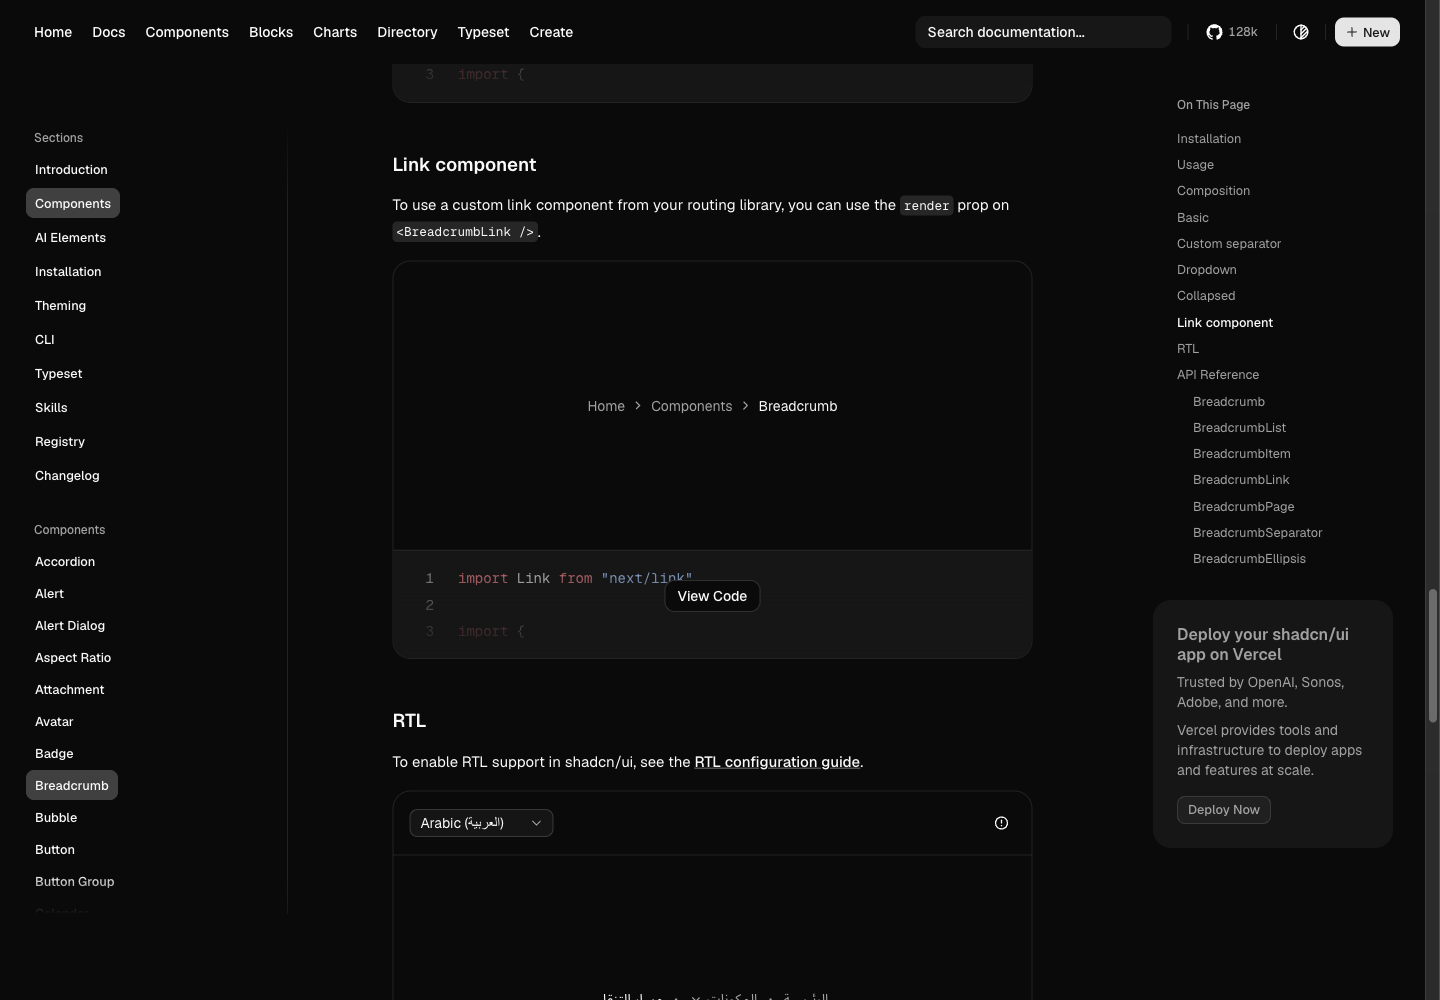 Home Docs Components Blocks Charts Directory Typeset Create
Search documentation...
128k
New
Sections
Introduction
Components
AI Elements
Installation
Theming
CLI
Typeset
Skills
Registry
Changelog
Components
Accordion
Alert
Alert Dialog
Aspect Ratio
Attachment
Avatar
Badge
Breadcrumb
Bubble
Button
Button Group
Calendar
3 import {
Link component
To use a custom link component from your routing library, you can use the render prop on
<BreadcrumbLink />.
Home Components Breadcrumb
1 import Link from "next/link"
2
3 import {
View Code
RTL
To enable RTL support in shadcn/ui, see the RTL configuration guide.
Arabic (العربية)
On This Page
Installation
Usage
Composition
Basic
Custom separator
Dropdown
Collapsed
Link component
RTL
API Reference
Breadcrumb
BreadcrumbList
BreadcrumbItem
BreadcrumbLink
BreadcrumbPage
BreadcrumbSeparator
BreadcrumbEllipsis
Deploy your shadcn/ui
app on Vercel
Trusted by OpenAI, Sonos,
Adobe, and more.
Vercel provides tools and
infrastructure to deploy apps
and features at scale.
Deploy Now